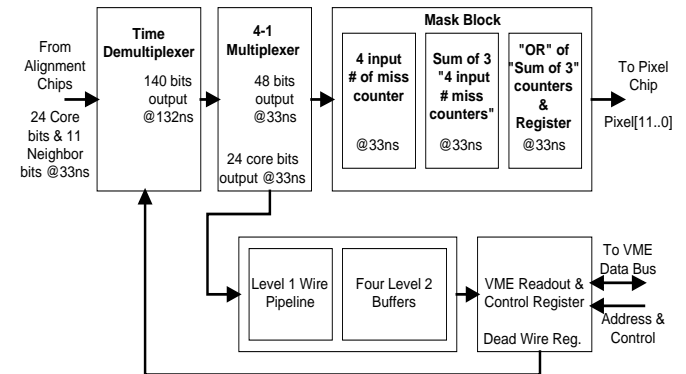 From
Alignment
Chips
24 Core
bits & 11
Neighbor
bits @33ns
Time
Demultiplexer
140 bits
output
@132ns
4-1
Multiplexer
48 bits
output
@33ns
24 core bits
output @33ns
Mask Block
4 input
# of miss
counter
@33ns
Sum of 3
"4 input
# miss
counters"
@33ns
"OR" of
"Sum of 3"
counters
&
Register
@33ns
To Pixel
Chip
Pixel[11..0]
Level 1 Wire
Pipeline
Four Level 2
Buffers
VME Readout &
Control Register
Dead Wire Reg.
To VME
Data Bus
Address &
Control